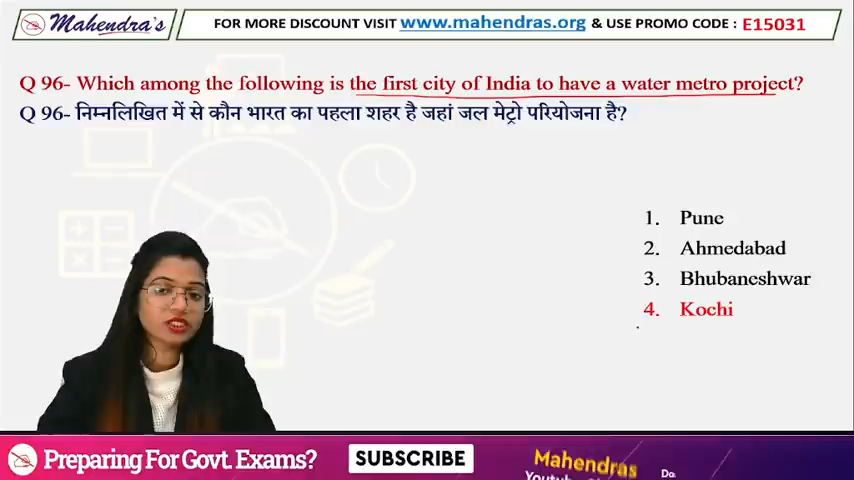 Mahendra's
FOR MORE DISCOUNT VISIT www.mahendras.org & USE PROMO CODE : E15031
Q 96- Which among the following is the first city of India to have a water metro project?
Q 96- निम्नलिखित में से कौन भारत का पहला शहर है जहां जल मेट्रो परियोजना है?
1. Pune
2. Ahmedabad
3. Bhubaneshwar
4. Kochi
Preparing For Govt. Exams?
SUBSCRIBE
Mahendras
Do